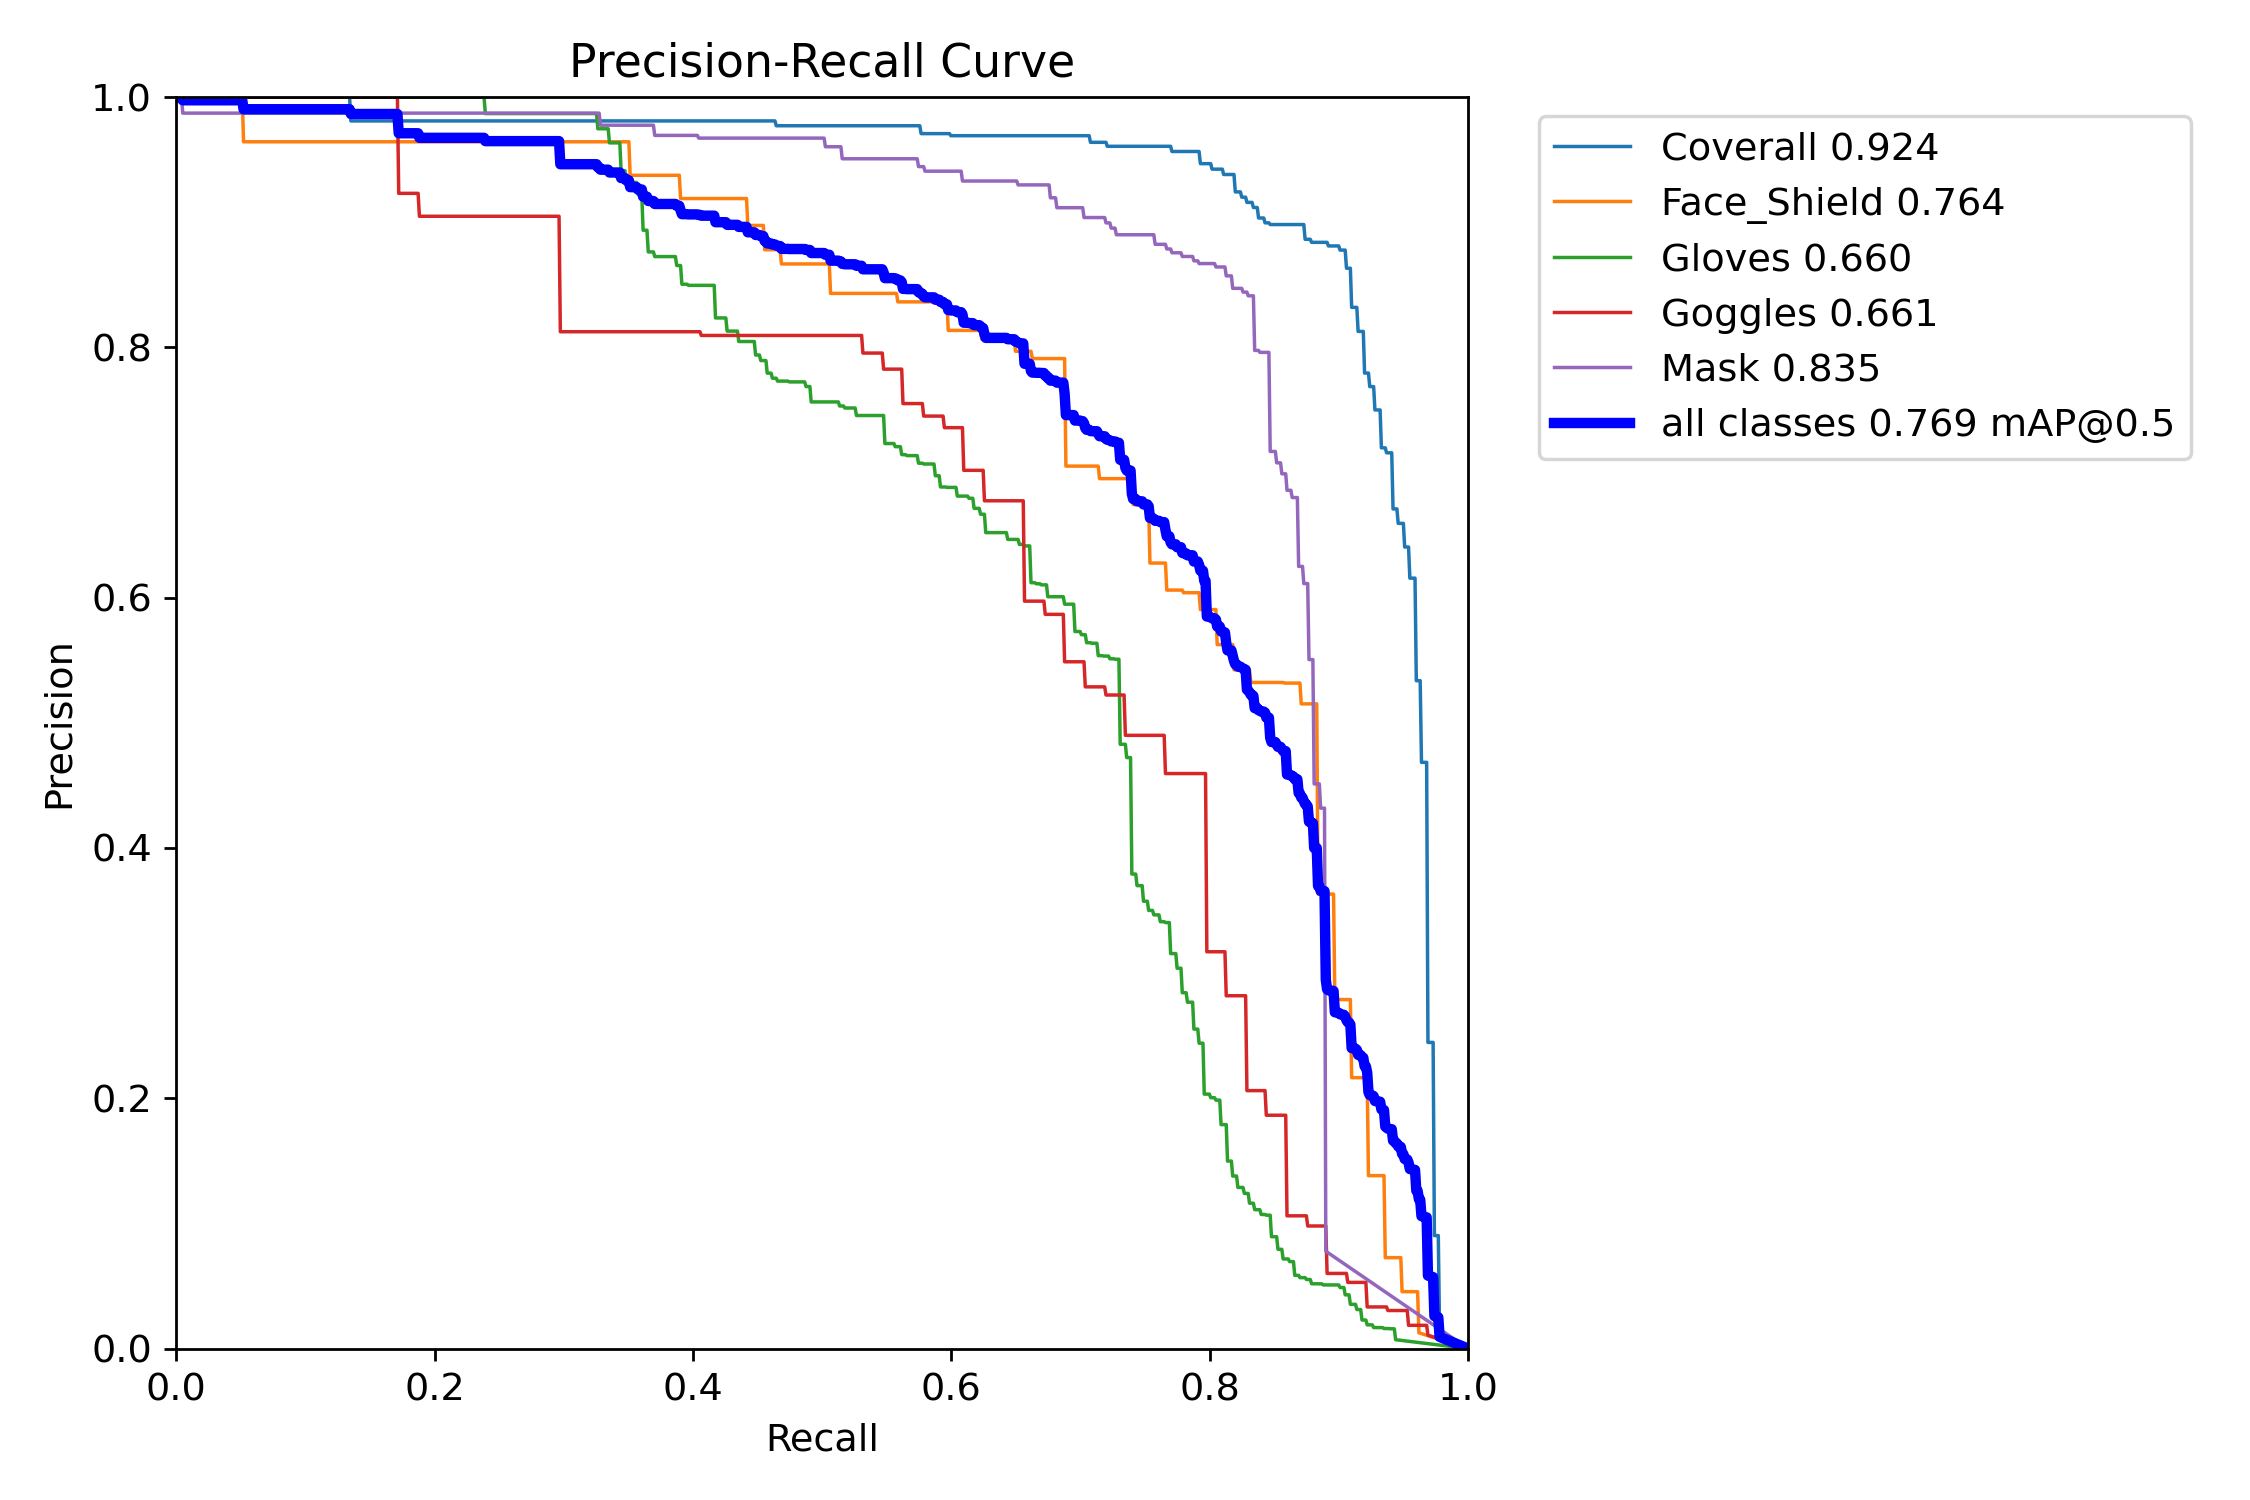 Precision-Recall Curve
1.0
0.8
0.6
0.4
0.2
0.0
Precision
0.0 0.2 0.4 0.6 0.8 1.0
Recall
Coverall 0.924
Face_Shield 0.764
Gloves 0.660
Goggles 0.661
Mask 0.835
all classes 0.769 mAP@0.5